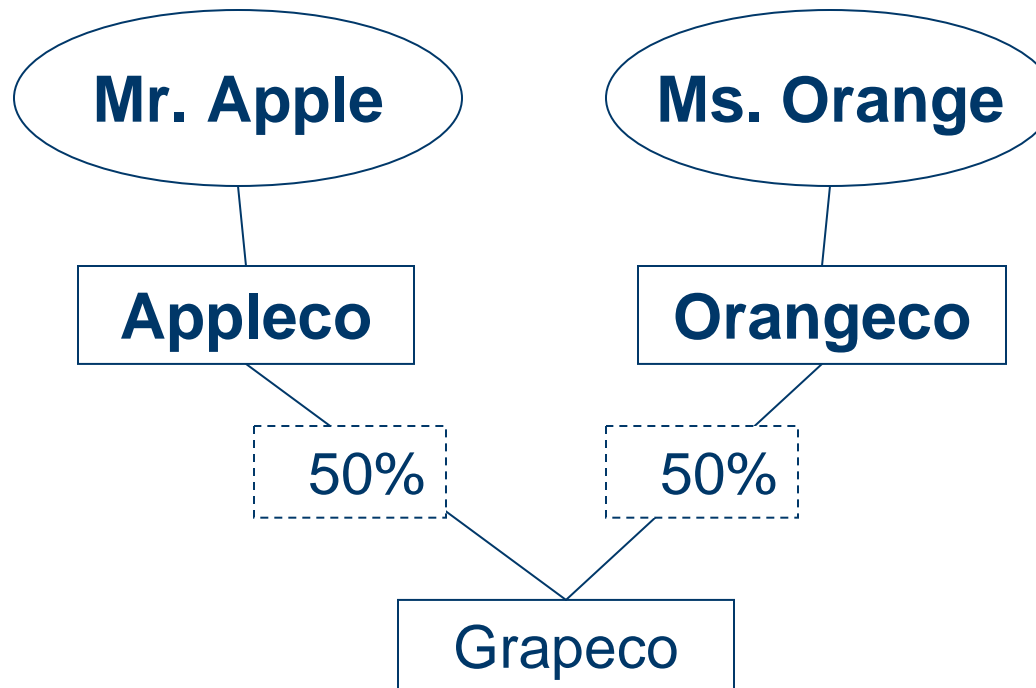 Mr. Apple
Ms. Orange
Appleco
Orangeco
50%
50%
Grapeco